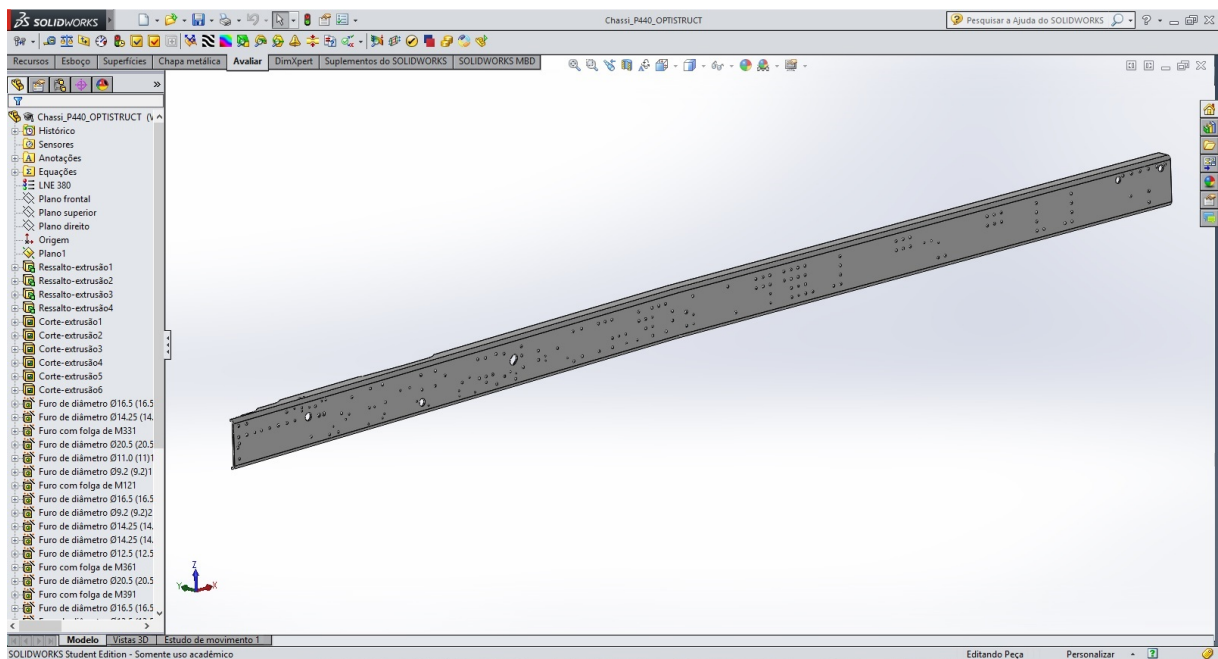 SOLIDWORKS
Chassi_P440_OPTISTRUCT
Pesquisar a Ajuda do SOLIDWORKS
Recursos Esboço Superfícies Chapa metálica Avaliar DimXpert Suplementos do SOLIDWORKS SOLIDWORKS MBD
Chassi_P440_OPTISTRUCT (V
Histórico
Sensores
Anotações
Equações
LNE 380
Plano frontal
Plano superior
Plano direito
Origem
Plano1
Ressalto-extrusão1
Ressalto-extrusão2
Ressalto-extrusão3
Ressalto-extrusão4
Corte-extrusão1
Corte-extrusão2
Corte-extrusão3
Corte-extrusão4
Corte-extrusão5
Corte-extrusão6
Furo de diâmetro Ø16.5 (16.5
Furo de diâmetro Ø14.25 (14.
Furo com folga de M331
Furo de diâmetro Ø20.5 (20.5
Furo de diâmetro Ø11.0 (11)1
Furo de diâmetro Ø9.2 (9.2)1
Furo com folga de M121
Furo de diâmetro Ø16.5 (16.5
Furo de diâmetro Ø9.2 (9.2)2
Furo de diâmetro Ø14.25 (14.
Furo de diâmetro Ø14.25 (14.
Furo de diâmetro Ø12.5 (12.5
Furo com folga de M361
Furo de diâmetro Ø20.5 (20.5
Furo com folga de M391
Furo de diâmetro Ø16.5 (16.5
Z
Y X
Modelo Vistas 3D Estudo de movimento 1
SOLIDWORKS Student Edition - Somente uso acadêmico
Editando Peça Personalizar